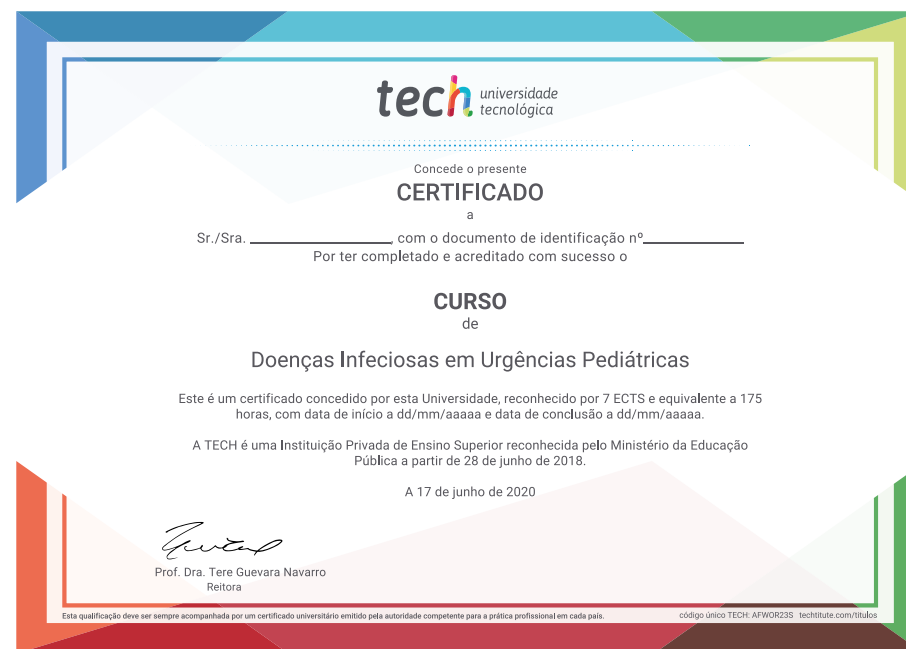 tech universidade
tecnológica
Concede o presente
CERTIFICADO
a
Sr./Sra. ________________, com o documento de identificação nº____________
Por ter completado e acreditado com sucesso o
CURSO
de
Doenças Infeciosas em Urgências Pediátricas
Este é um certificado concedido por esta Universidade, reconhecido por 7 ECTS e equivalente a 175
horas, com data de início a dd/mm/aaaaa e data de conclusão a dd/mm/aaaaa.
A TECH é uma Instituição Privada de Ensino Superior reconhecida pelo Ministério da Educação
Pública a partir de 28 de junho de 2018.
A 17 de junho de 2020
Prof. Dra. Tere Guevara Navarro
Reitora
Esta qualificação deve ser sempre acompanhada por um certificado universitário emitido pela autoridade competente para a prática profissional em cada país.
código único TECH: AFWOR23S techtitute.com/titulos